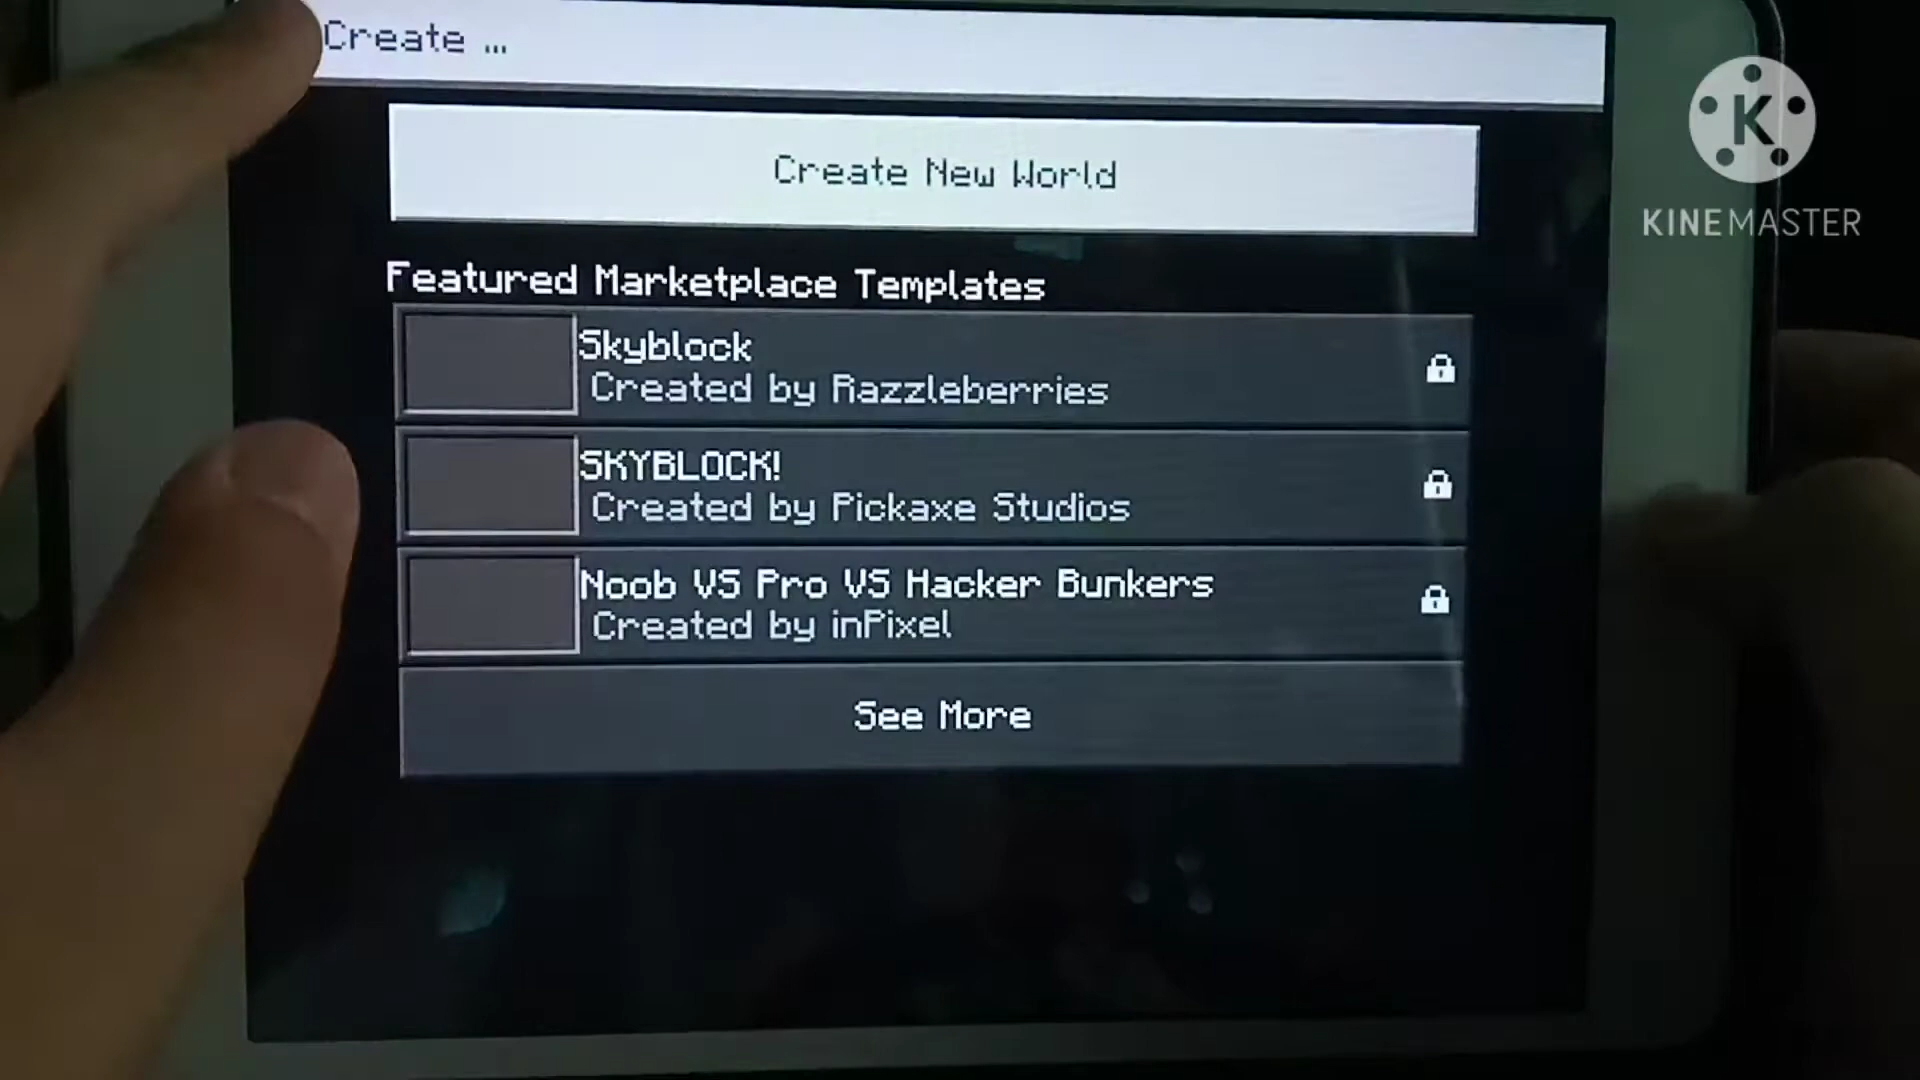 Create ...
Create New World
KINEMASTER
Featured Marketplace Templates
Skyblock
Created by Razzleberries
SKYBLOCK!
Created by Pickaxe Studios
Noob VS Pro VS Hacker Bunkers
Created by inPixel
See More